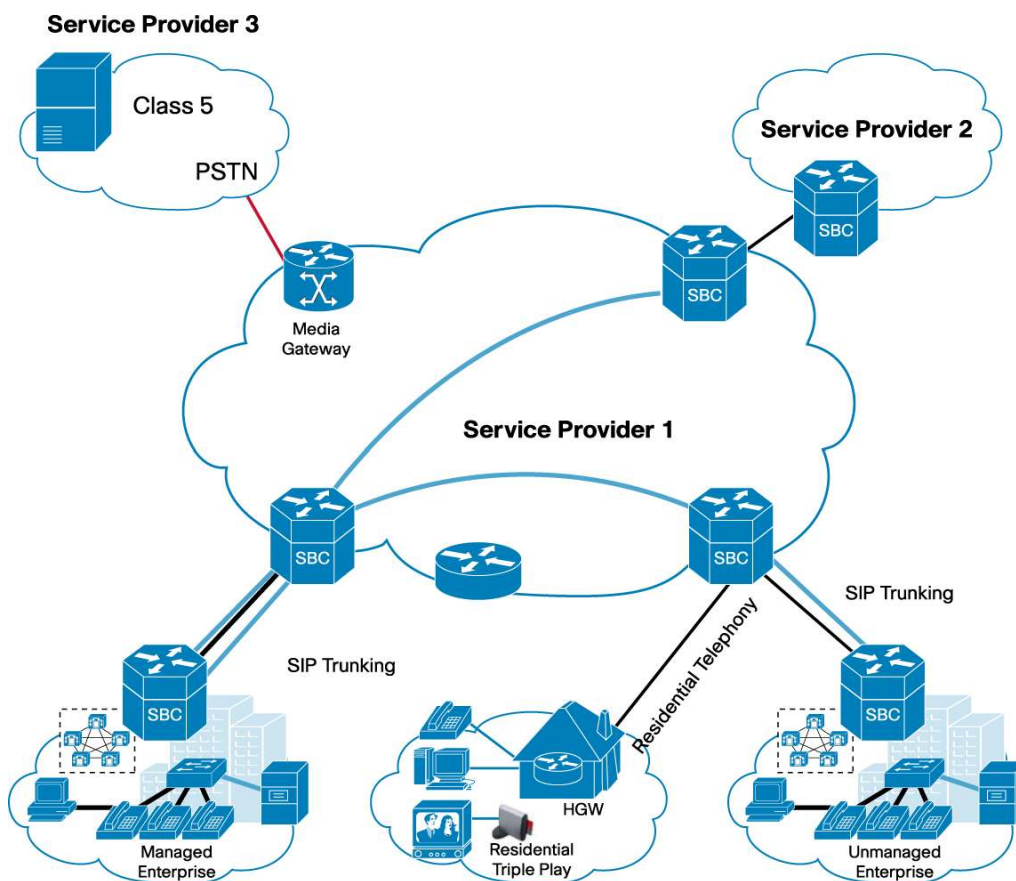 Service Provider 3
Class 5
PSTN
Service Provider 2
SBC
SBC
Media
Gateway
Service Provider 1
SBC
SBC
SIP Trunking
Residential Telephony
SIP Trunking
SBC
SBC
HGW
Managed
Enterprise
Residential
Triple Play
Unmanaged
Enterprise